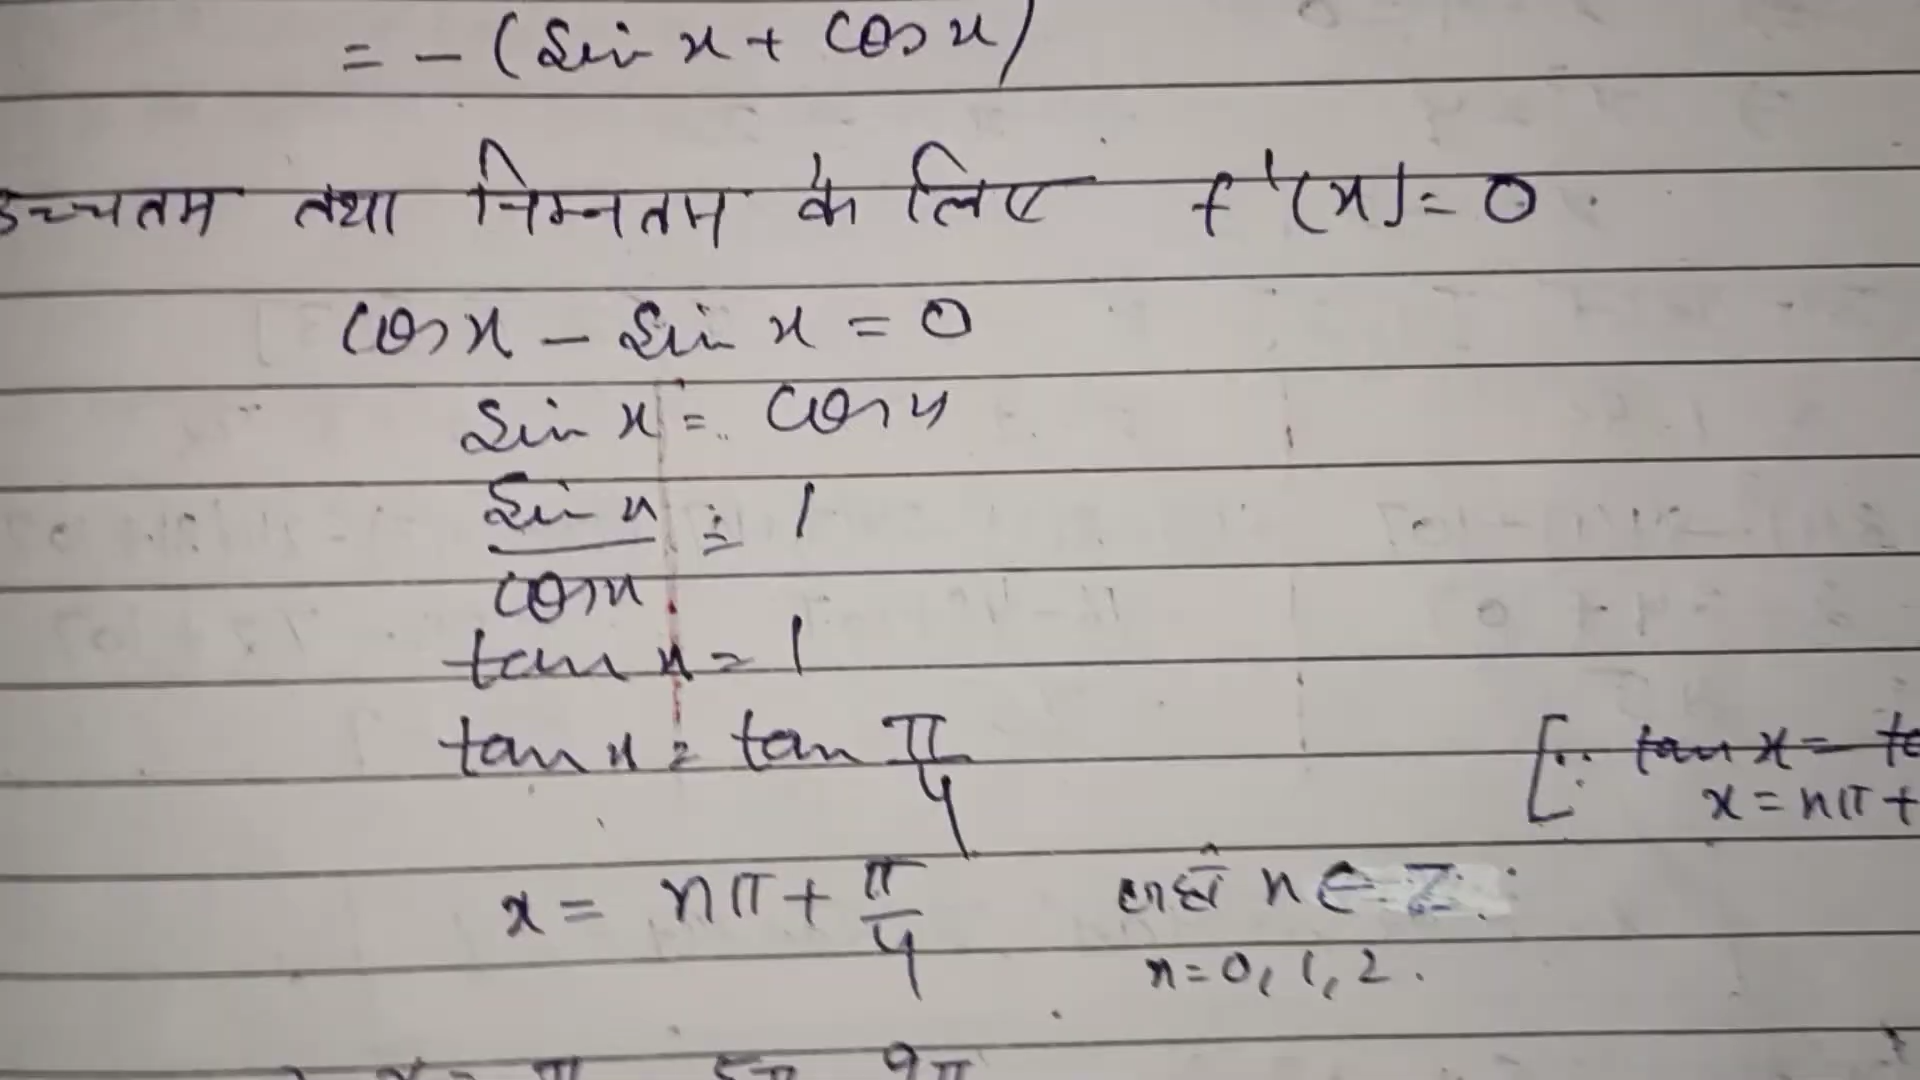 = - (Sin x + Cos x)
उच्चतम तथा निम्नतम के लिए f'(x) = 0.
Cos x - Sin x = 0
Sin x = Cos x
Sin x / Cos x = 1
tan x = 1
tan x = tan π/4
[∵ tan x =
x = nπ +
x = nπ + π/4 जहाँ n ∈ Z.
n = 0, 1, 2.